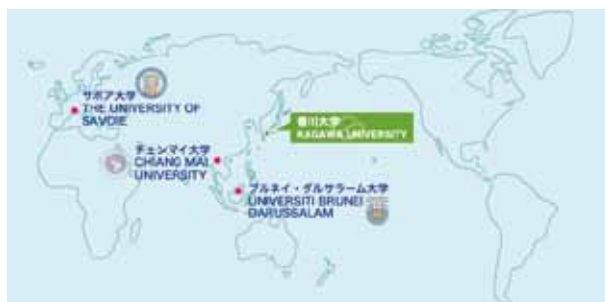 サボア大学
THE UNIVERSITY OF
SAVOIE
香川大学
KAGAWA UNIVERSITY
チェンマイ大学
CHIANG MAI
UNIVERSITY
ブルネイ・ダルサラーム大学
UNIVERSITI BRUNEI
DARUSSALAM